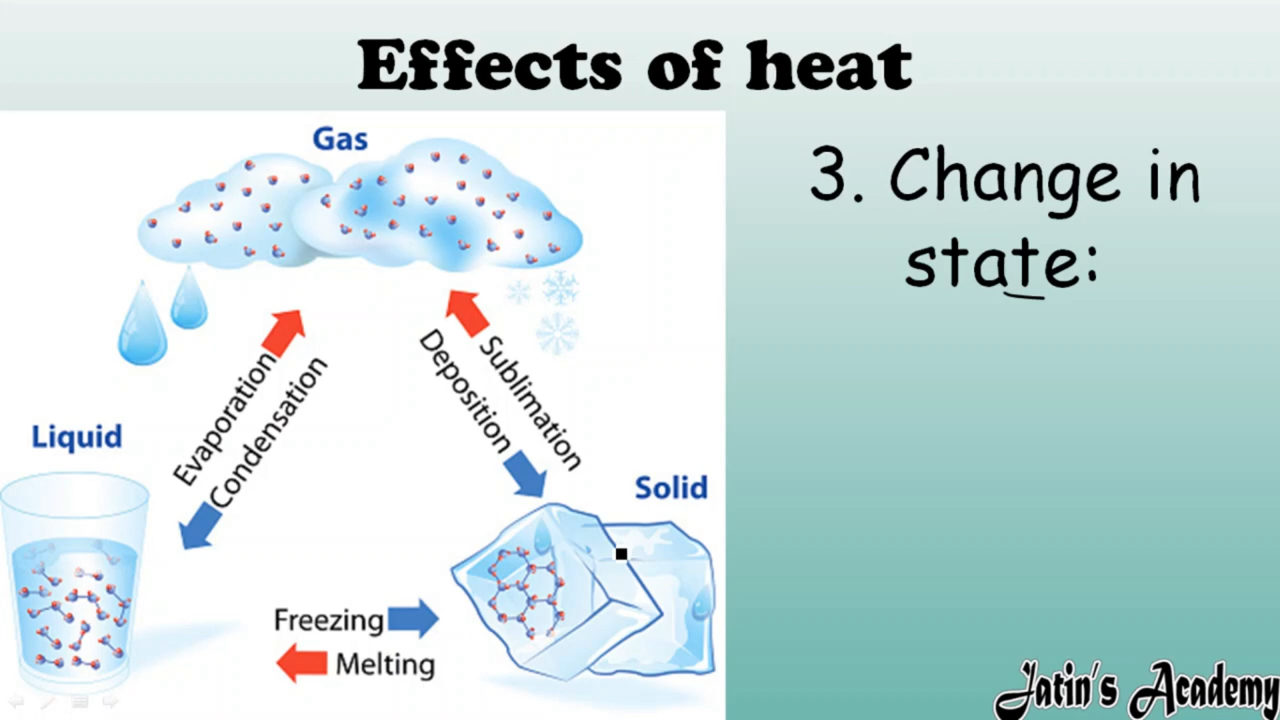 Effects of heat
Gas
3. Change in
state:
Evaporation
Condensation
Deposition
Sublimation
Liquid
Solid
Freezing
Melting
Jatin's Academy